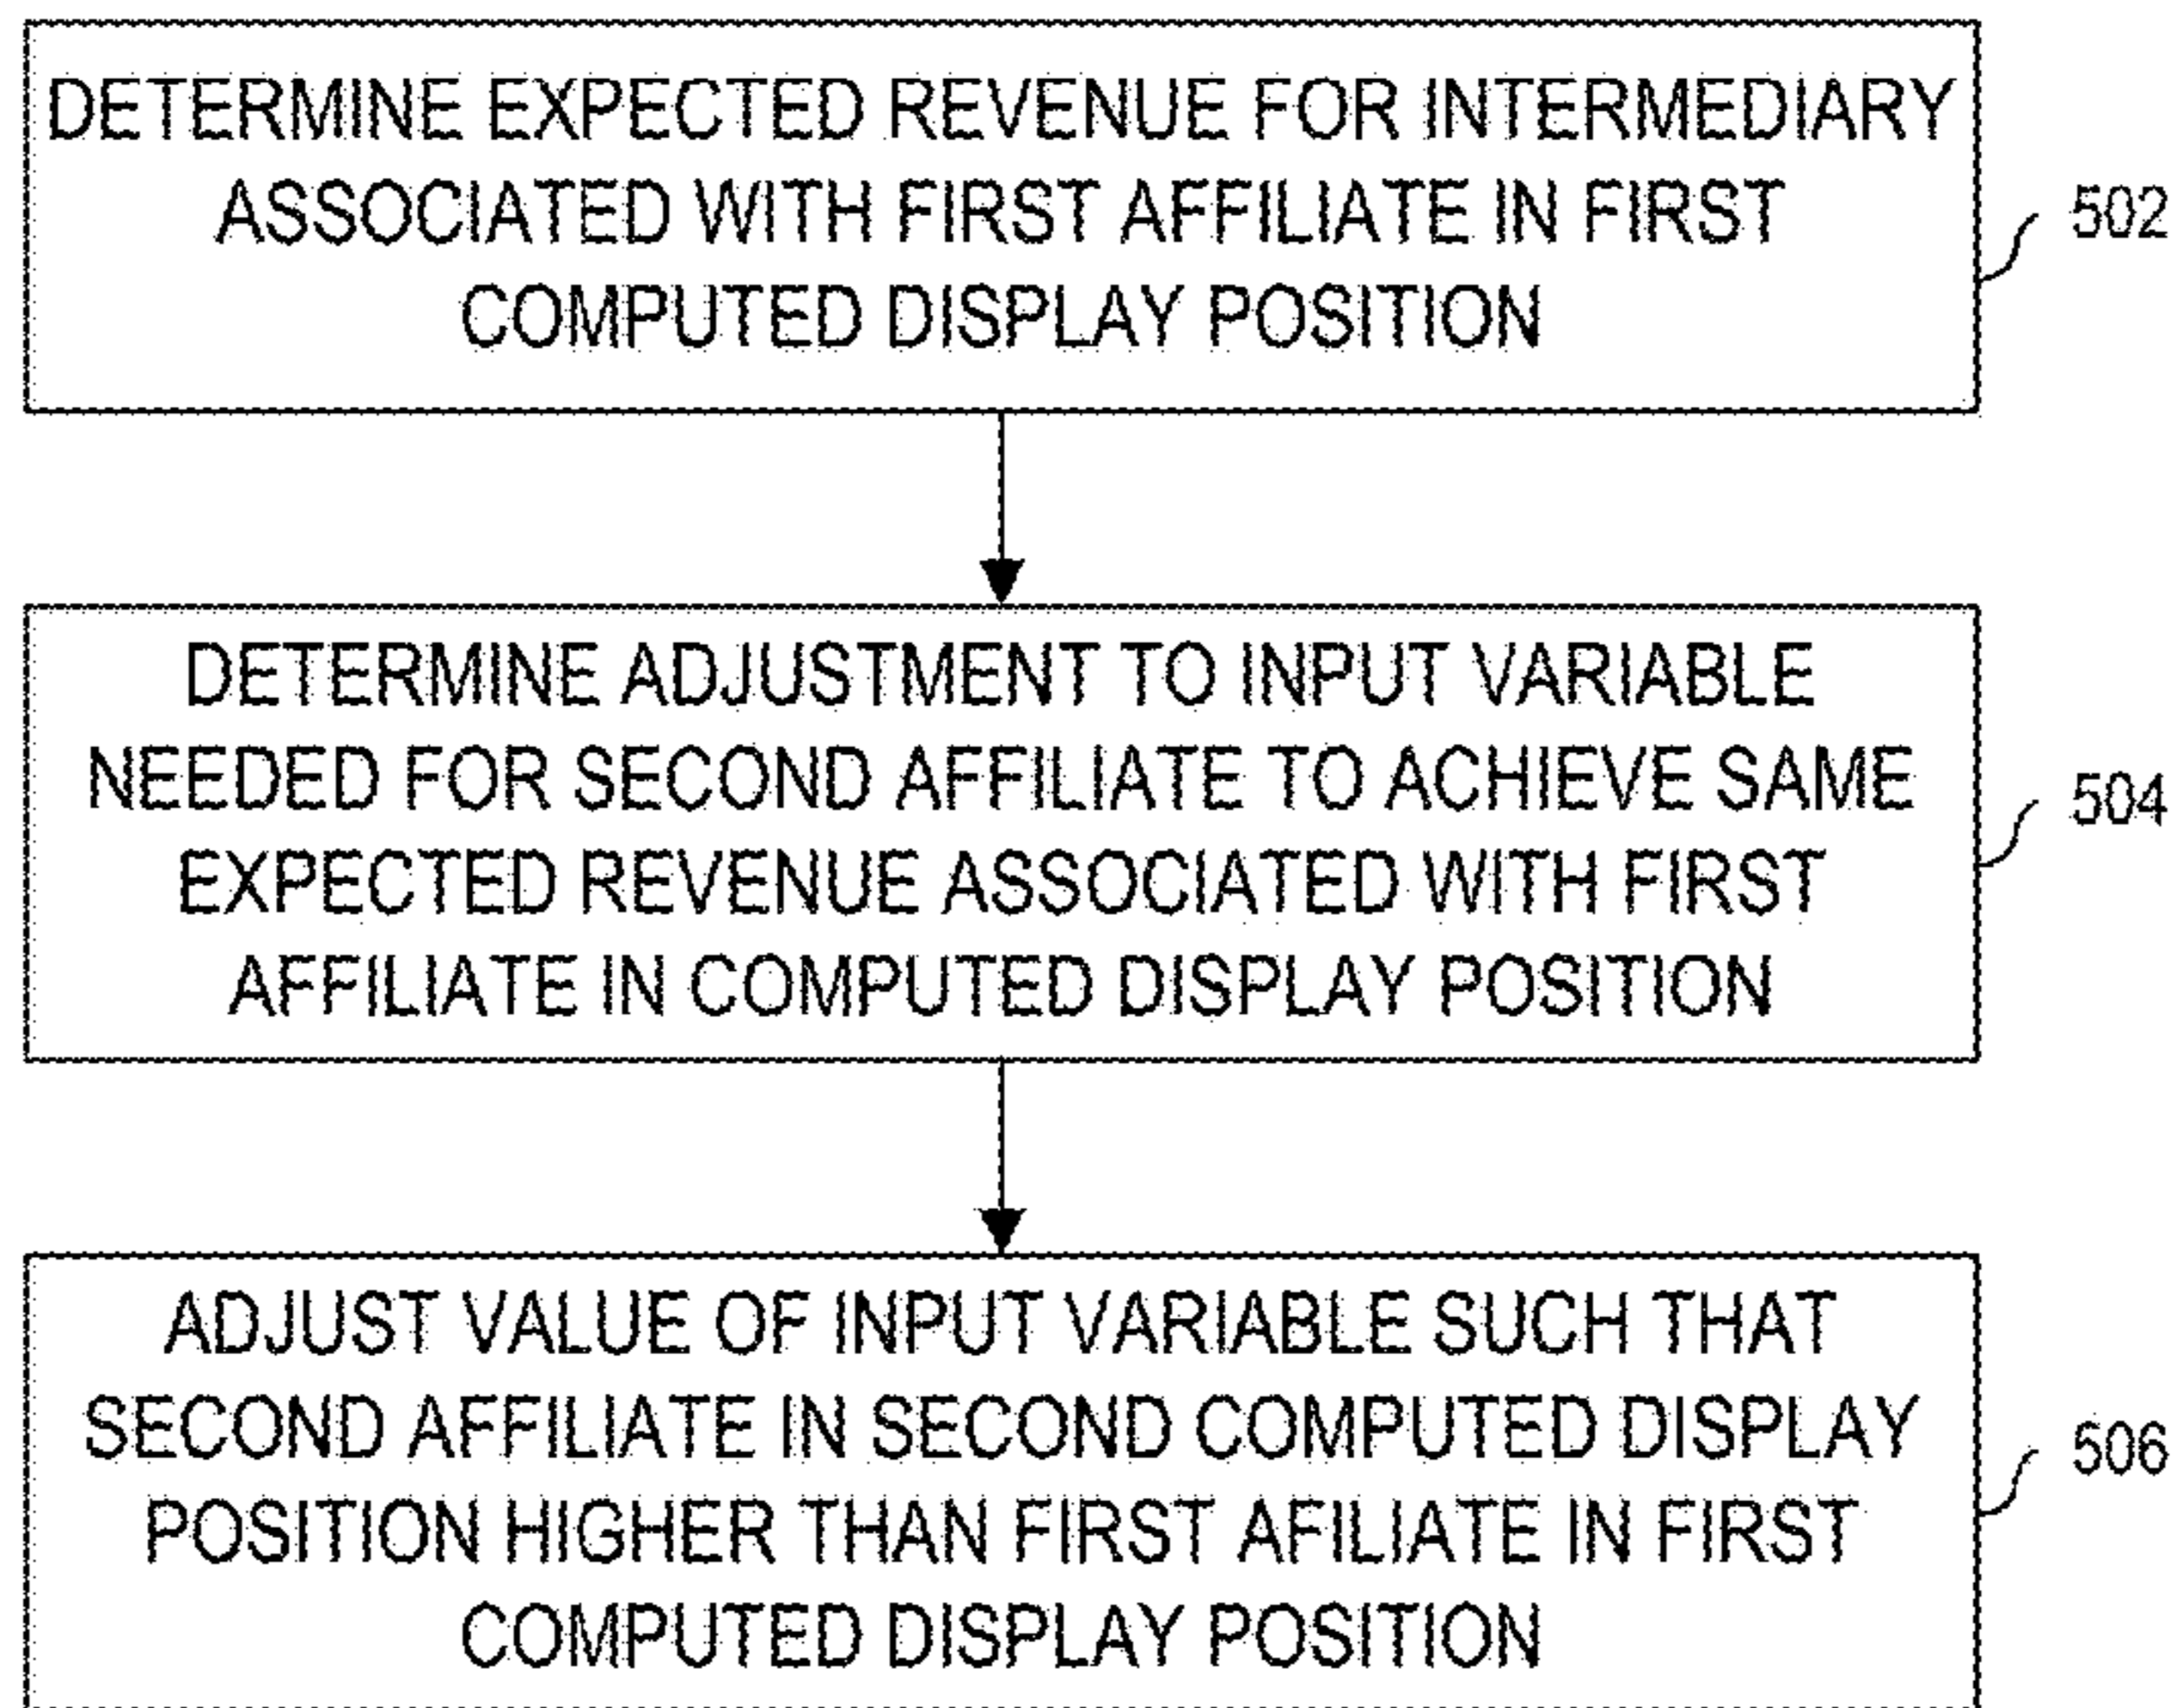 DETERMINE EXPECTED REVENUE FOR INTERMEDIARY
ASSOCIATED WITH FIRST AFFILIATE IN FIRST
COMPUTED DISPLAY POSITION
502
DETERMINE ADJUSTMENT TO INPUT VARIABLE
NEEDED FOR SECOND AFFILIATE TO ACHIEVE SAME
EXPECTED REVENUE ASSOCIATED WITH FIRST
AFFILIATE IN COMPUTED DISPLAY POSITION
504
ADJUST VALUE OF INPUT VARIABLE SUCH THAT
SECOND AFFILIATE IN SECOND COMPUTED DISPLAY
POSITION HIGHER THAN FIRST AFILIATE IN FIRST
COMPUTED DISPLAY POSITION
506